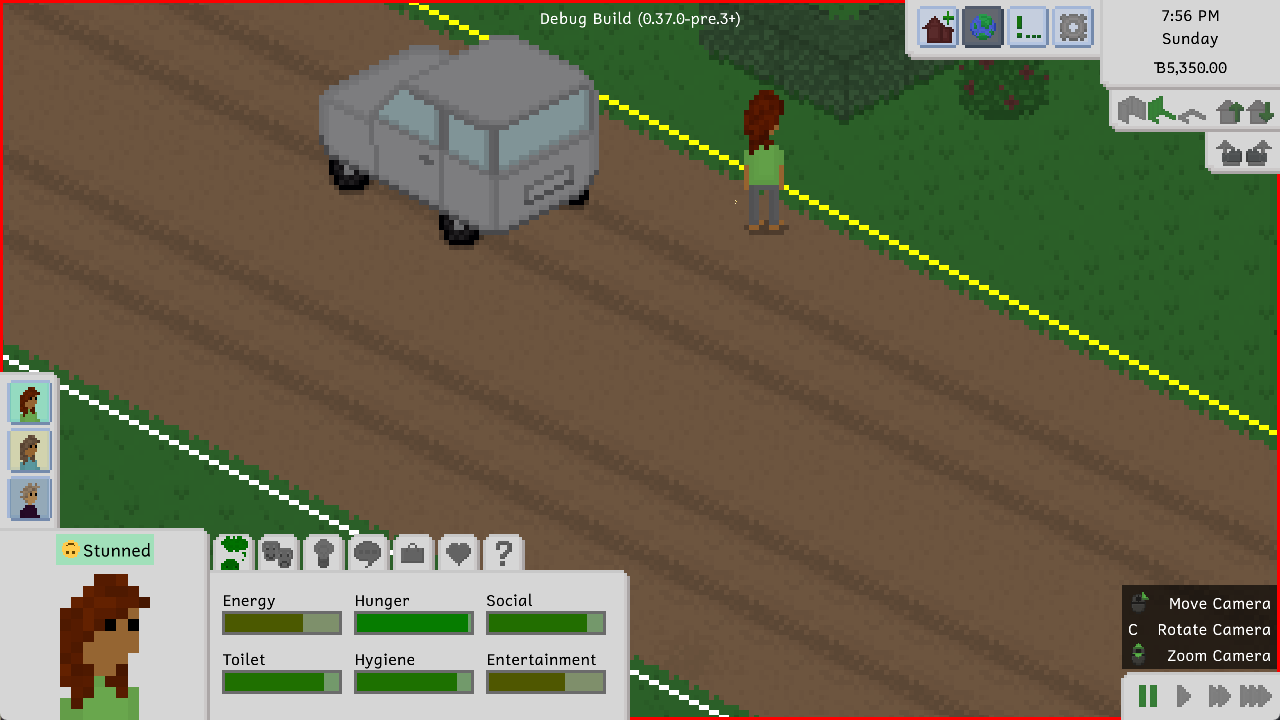 Debug Build (0.37.0-pre.3+)
7:56 PM
Sunday
Ƀ5,350.00
Stunned
Energy
Hunger
Social
Toilet
Hygiene
Entertainment
?
Move Camera
C Rotate Camera
Zoom Camera